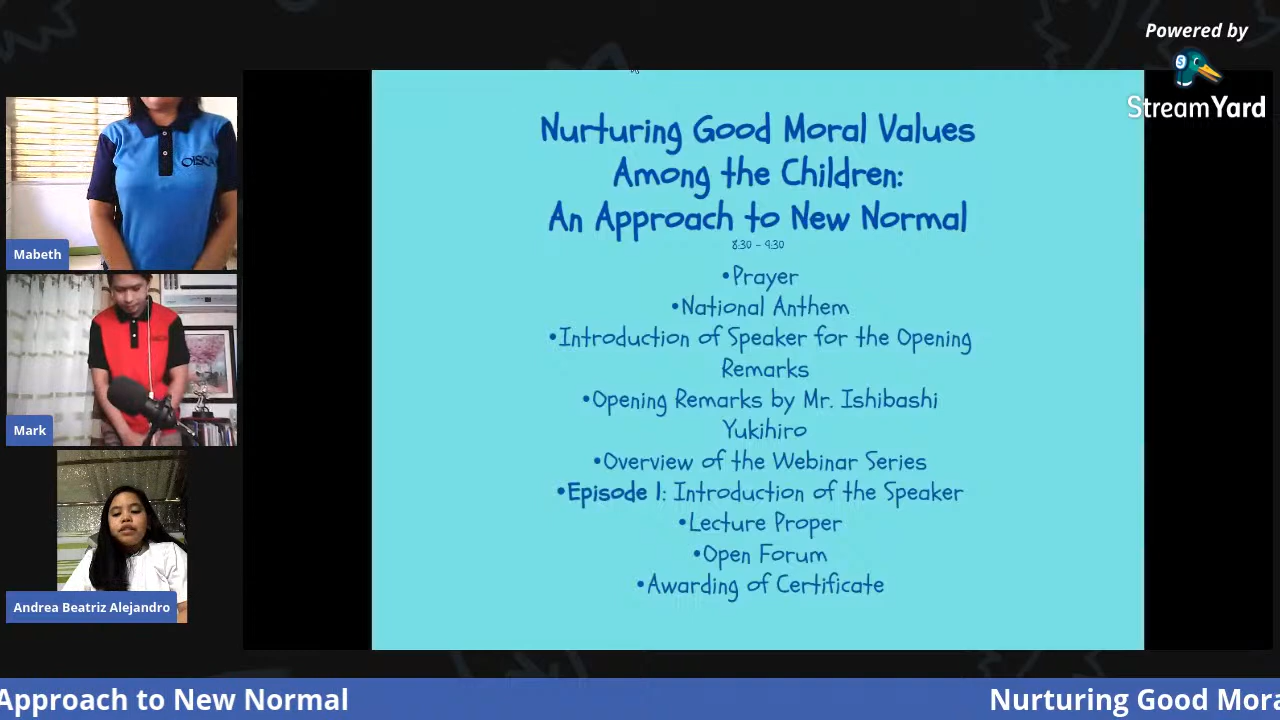 Powered by
StreamYard
Nurturing Good Moral Values
Among the Children:
An Approach to New Normal
8:30 - 9:30
•Prayer
•National Anthem
•Introduction of Speaker for the Opening
Remarks
•Opening Remarks by Mr. Ishibashi
Yukihiro
•Overview of the Webinar Series
•Episode 1: Introduction of the Speaker
•Lecture Proper
•Open Forum
•Awarding of Certificate
Mabeth
Mark
Andrea Beatriz Alejandro
Approach to New Normal
Nurturing Good Mora